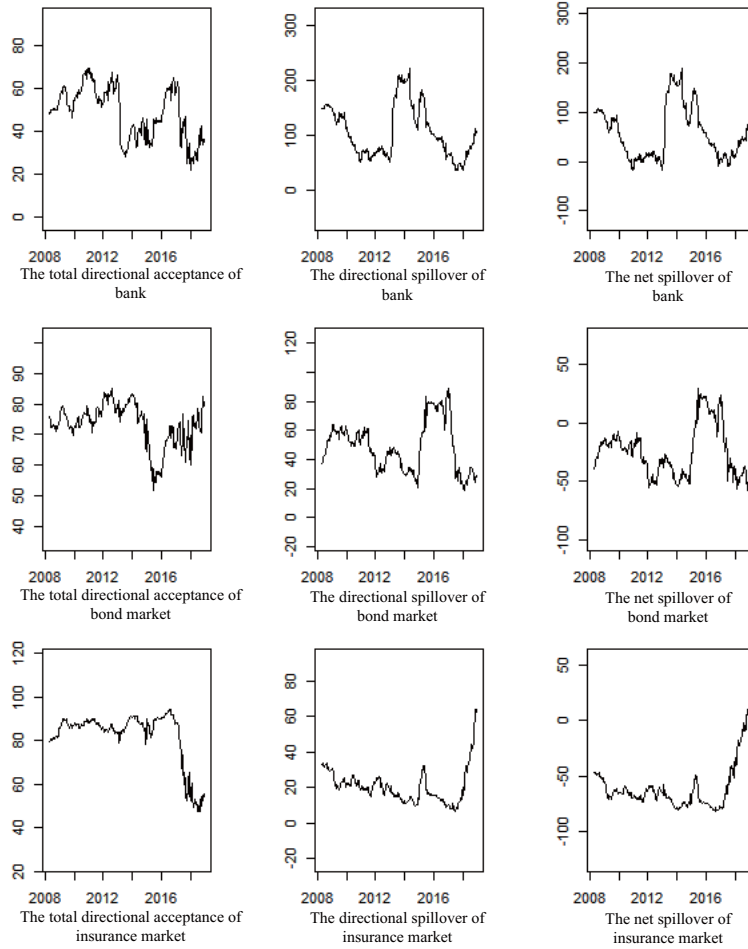 80
60
40
20
0
2008 2012 2016
The total directional acceptance of
bank
300
200
100
0
2008 2012 2016
The directional spillover of
bank
300
200
100
0
-100
2008 2012 2016
The net spillover of
bank
90
80
70
60
50
40
2008 2012 2016
The total directional acceptance of
bond market
120
80
60
40
20
0
-20
2008 2012 2016
The directional spillover of
bond market
50
0
-50
-100
2008 2012 2016
The net spillover of
bond market
120
100
80
60
40
20
2008 2012 2016
The total directional acceptance of
insurance market
80
60
40
20
0
-20
2008 2012 2016
The directional spillover of
insurance market
50
0
-50
-100
2008 2012 2016
The net spillover of
insurance market